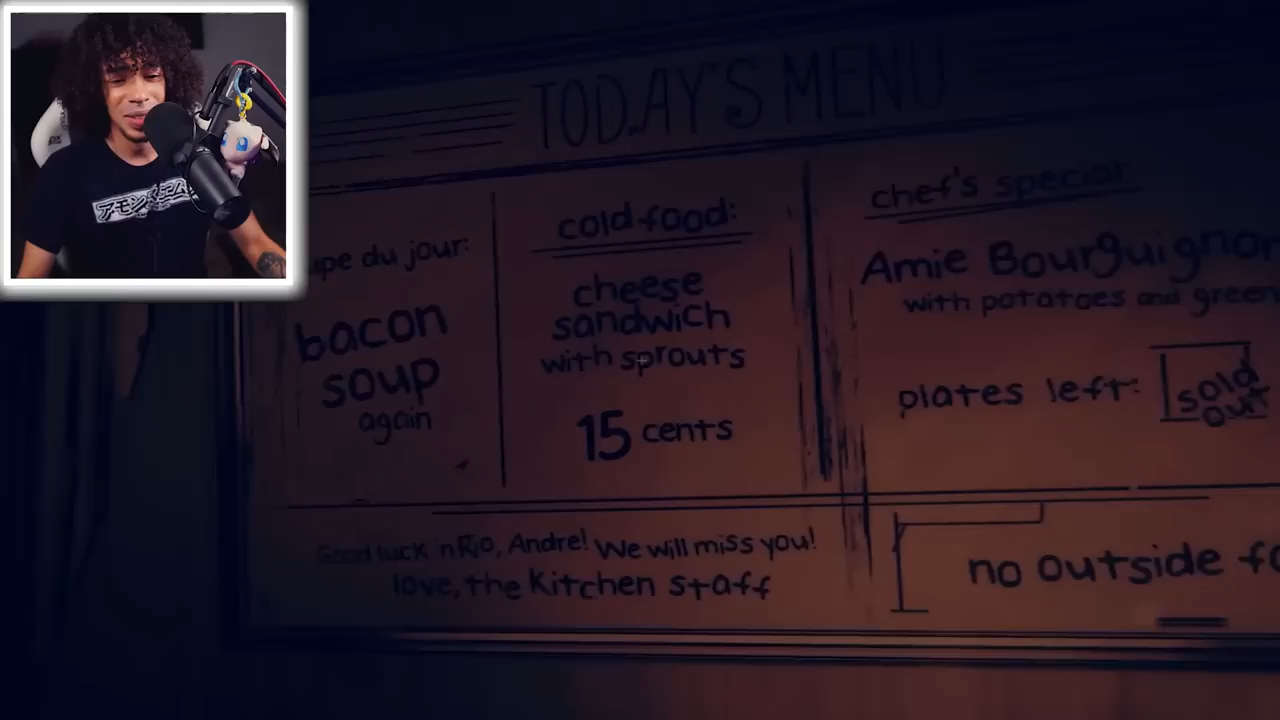 TODAY'S MENU
upe du jour:
bacon
soup
again
cold food:
cheese
sandwich
with sprouts
15 cents
chef's special:
Amie Bourguignon
with potatoes and green
plates left:
sold
out
Good luck in Rio, Andre! We will miss you!
love, the Kitchen staff
no outside fo